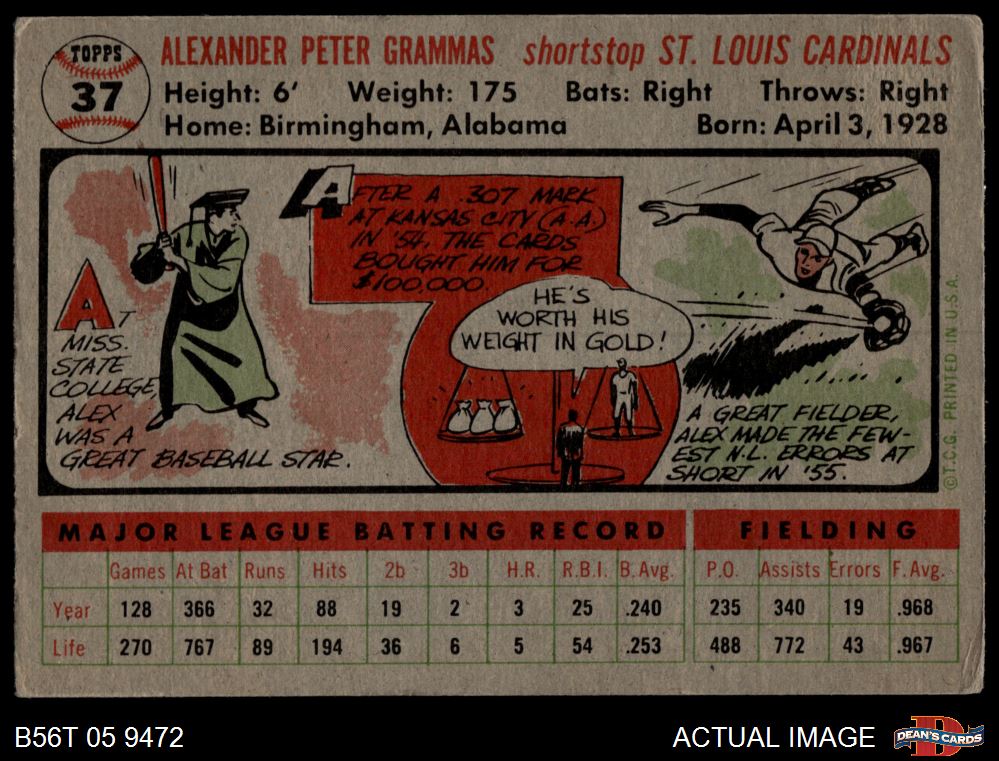 TOPPS
37
ALEXANDER PETER GRAMMAS shortstop ST. LOUIS CARDINALS
Height: 6' Weight: 175 Bats: Right Throws: Right
Home: Birmingham, Alabama Born: April 3, 1928
AT
MISS.
STATE
COLLEGE,
ALEX
WAS A
GREAT BASEBALL STAR.
AFTER A .307 MARK
AT KANSAS CITY (A.A.)
IN '54, THE CARDS
BOUGHT HIM FOR
$100,000.
HE'S
WORTH HIS
WEIGHT IN GOLD!
A GREAT FIELDER,
ALEX MADE THE FEW-
EST N.L. ERRORS AT
SHORT IN '55.
©T.C.G. PRINTED IN U.S.A.
MAJOR LEAGUE BATTING RECORD FIELDING
Games At Bat Runs Hits 2b 3b H.R. R.B.I. B. Avg. P.O. Assists Errors F. Avg.
Year 128 366 32 88 19 2 3 25 .240 235 340 19 .968
Life 270 767 89 194 36 6 5 54 .253 488 772 43 .967
B56T 05 9472 ACTUAL IMAGE
DEAN'S CARDS